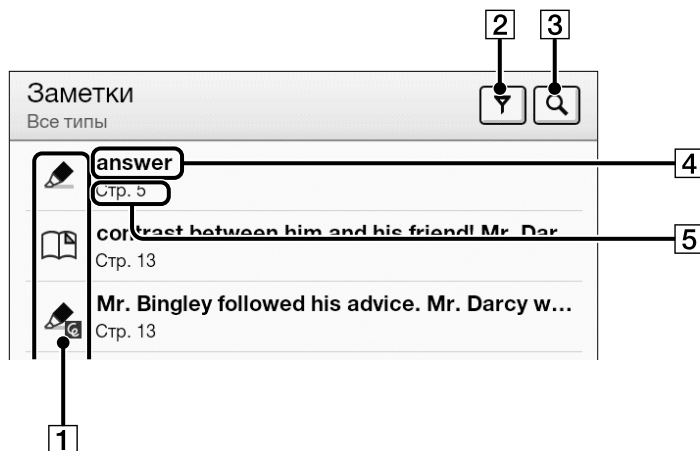 2 3
Заметки
Все типы
answer
4
Стр. 5
contrast between him and his friend! Mr. Dar
5
Стр. 13
Mr. Bingley followed his advice. Mr. Darcy w...
Стр. 13
1